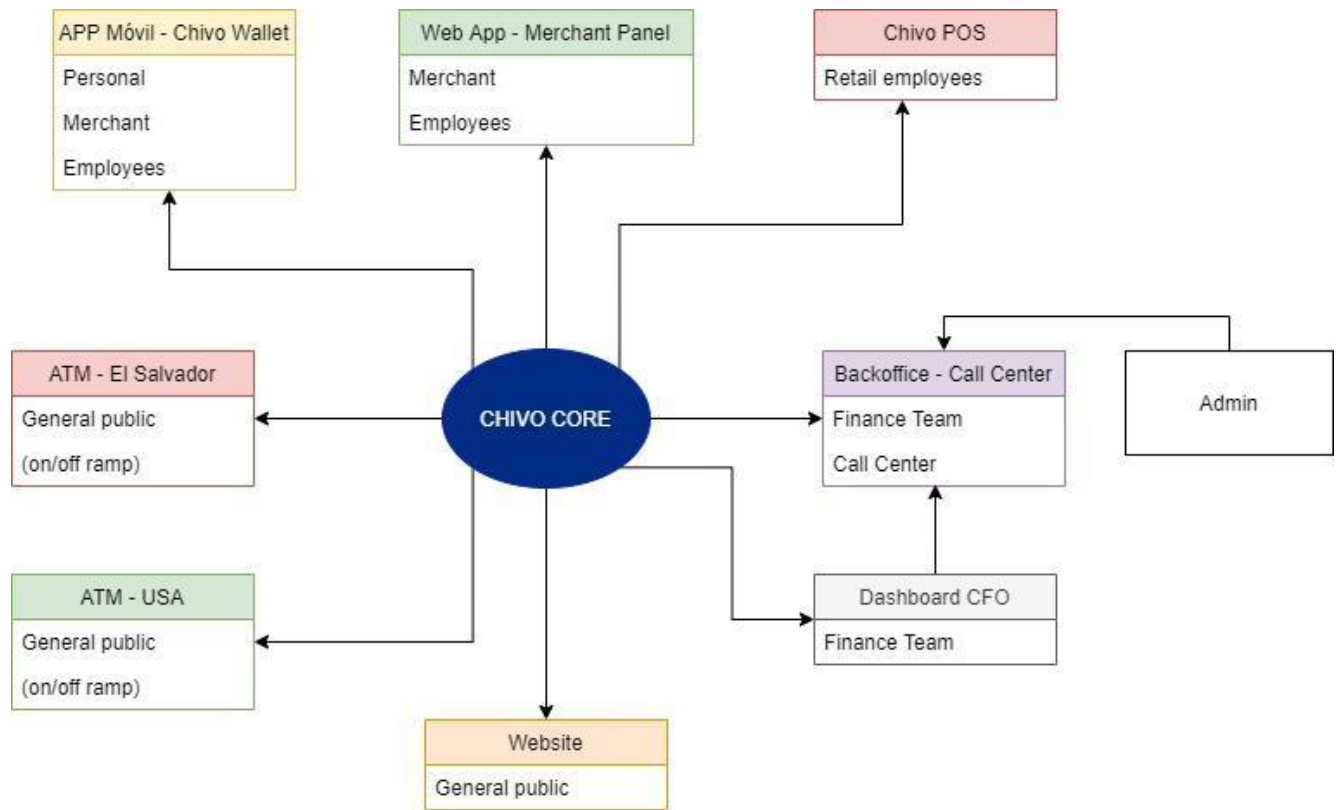 APP Móvil - Chivo Wallet
Personal
Merchant
Employees
Web App - Merchant Panel
Merchant
Employees
Chivo POS
Retail employees
ATM - El Salvador
General public
(on/off ramp)
CHIVO CORE
Backoffice - Call Center
Finance Team
Call Center
Admin
ATM - USA
General public
(on/off ramp)
Dashboard CFO
Finance Team
Website
General public